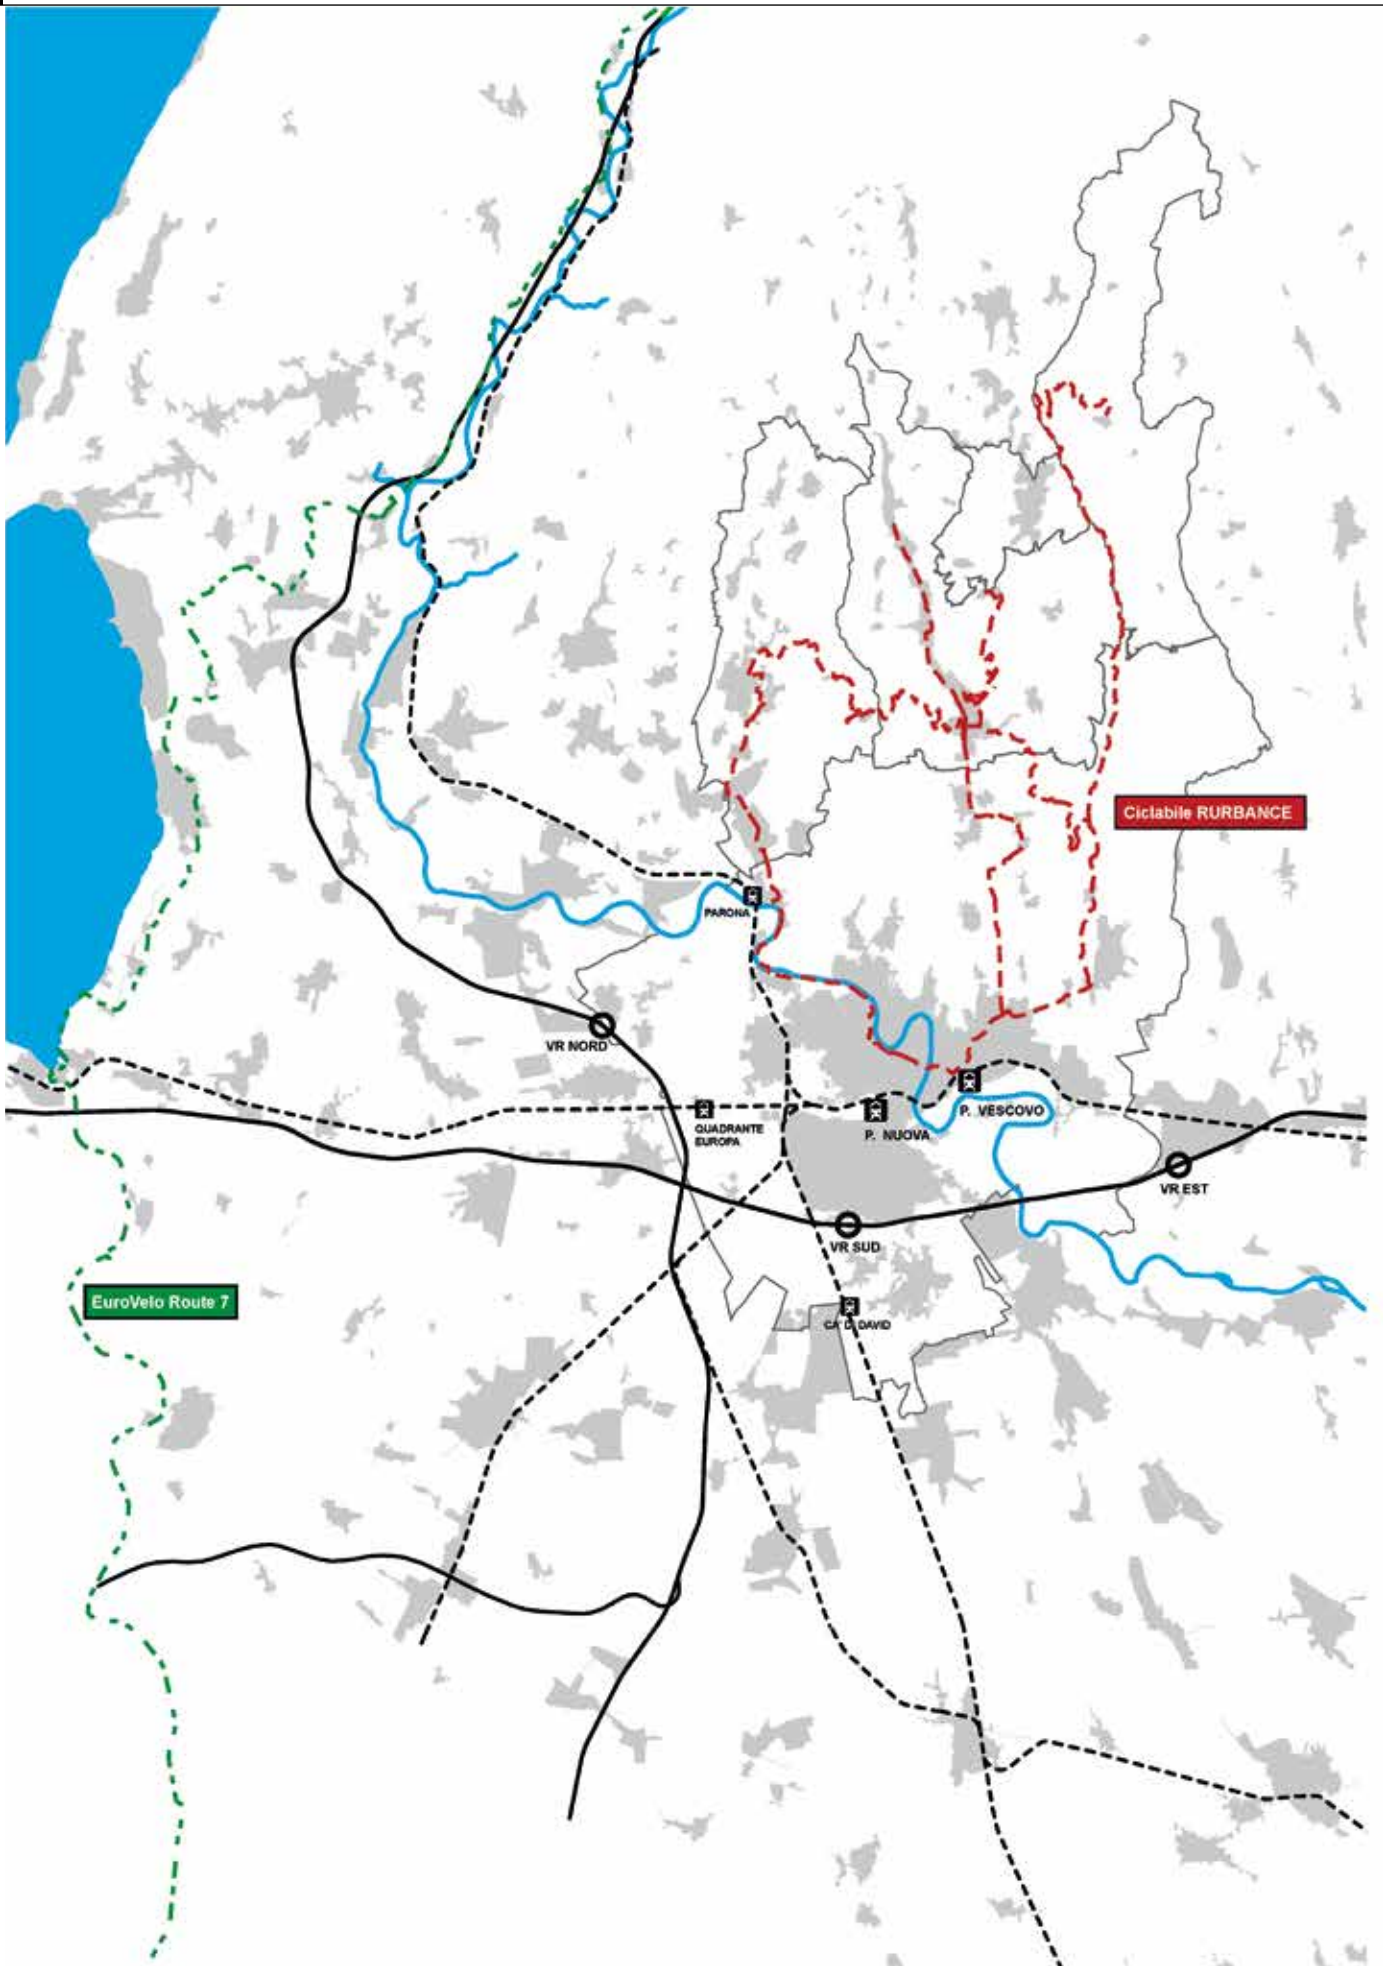 Ciclabile RURBANCE
PARONA
VR NORD
P. VESCOVO
QUADRANTE
EUROPA
P. NUOVA
VR EST
VR SUD
EuroVelo Route 7
CA' DI DAVID